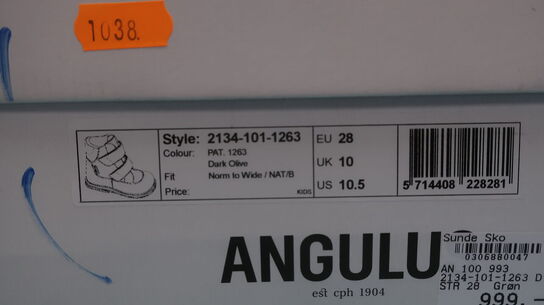 1038.
Style: 2134-101-1263
Colour: PAT. 1263
Dark Olive
Fit Norm to Wide / NAT/B
Price:
KIDS
EU 28
UK 10
US 10.5
5 714408 228281
ANGULU
est cph 1904
Sunde Sko
0306880047
AN 100 993
2134-101-1263 D
STR 28 Grøn
999.-